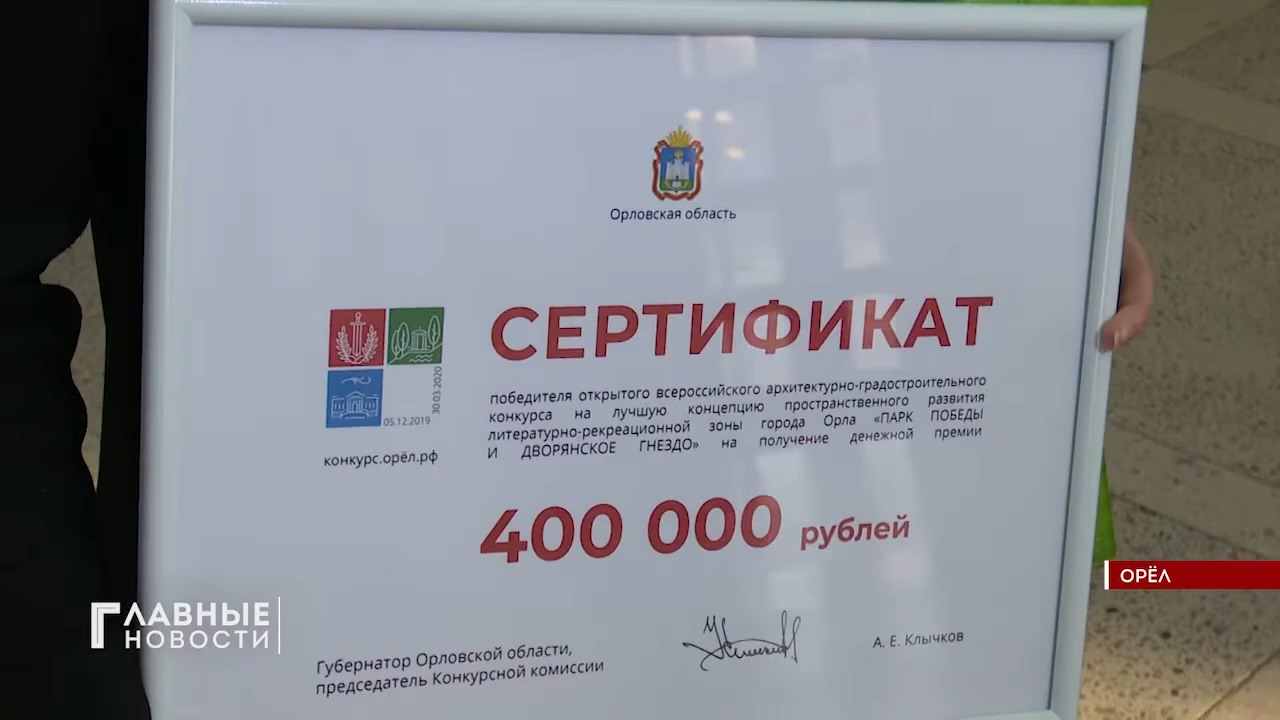 Орловская область
СЕРТИФИКАТ
победителя открытого всероссийского архитектурно-градостроительного
конкурса на лучшую концепцию пространственного развития
литературно-рекреационной зоны города Орла «ПАРК ПОБЕДЫ
И ДВОРЯНСКОЕ ГНЕЗДО» на получение денежной премии
30.03.2020
05.12.2019
конкурс.орёл.рф
400 000 рублей
Губернатор Орловской области,
председатель Конкурсной комиссии
А. Е. Клычков
ОРЁЛ
ГЛАВНЫЕ
НОВОСТИ